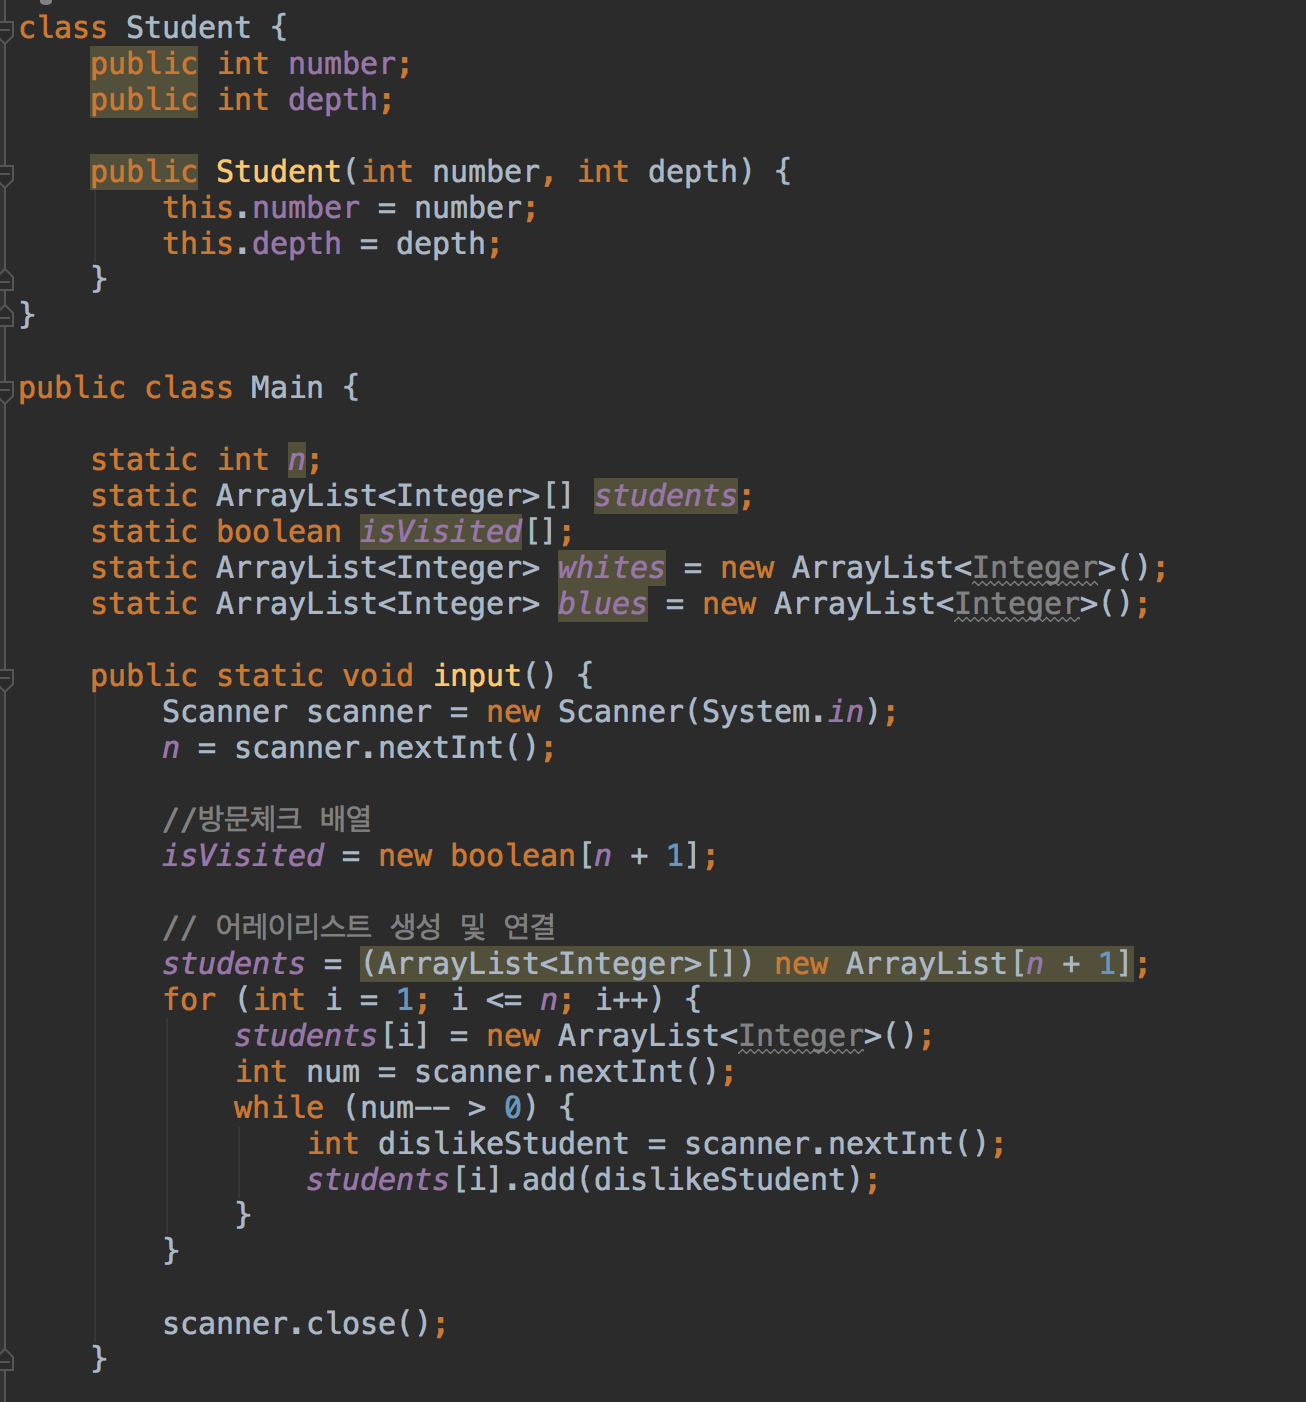 class Student {
    public int number;
    public int depth;

    public Student(int number, int depth) {
        this.number = number;
        this.depth = depth;
    }
}

public class Main {

    static int n;
    static ArrayList<Integer>[] students;
    static boolean isVisited[];
    static ArrayList<Integer> whites = new ArrayList<Integer>();
    static ArrayList<Integer> blues = new ArrayList<Integer>();

    public static void input() {
        Scanner scanner = new Scanner(System.in);
        n = scanner.nextInt();

        //방문체크 배열
        isVisited = new boolean[n + 1];

        // 어레이리스트 생성 및 연결
        students = (ArrayList<Integer>[]) new ArrayList[n + 1];
        for (int i = 1; i <= n; i++) {
            students[i] = new ArrayList<Integer>();
            int num = scanner.nextInt();
            while (num-- > 0) {
                int dislikeStudent = scanner.nextInt();
                students[i].add(dislikeStudent);
            }
        }

        scanner.close();
    }